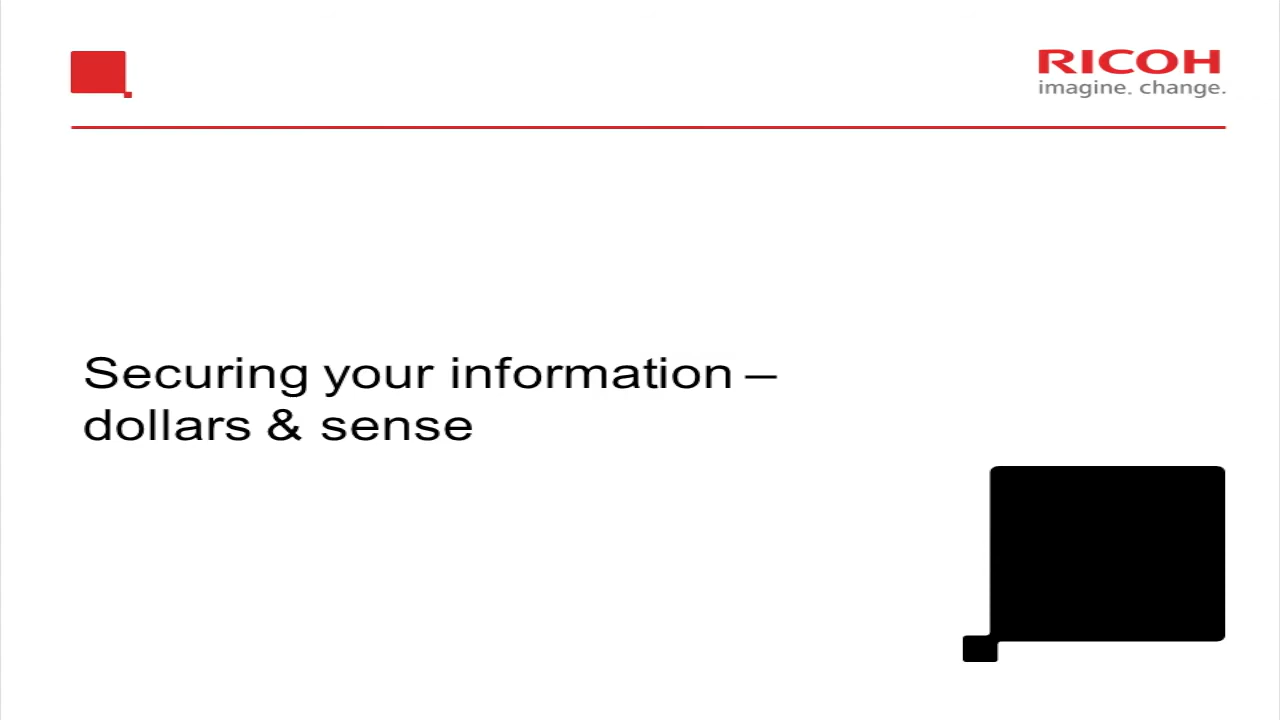 RICOH
imagine. change.
Securing your information –
dollars & sense